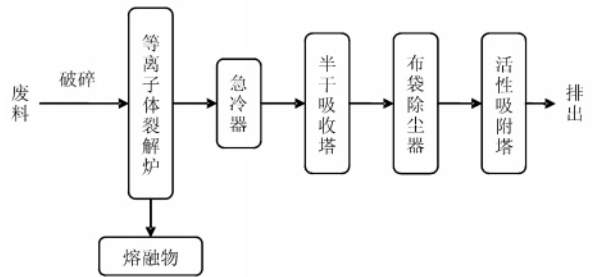 废料
破碎
等离子体裂解炉
急冷器
半干吸收塔
布袋除尘器
活性吸附塔
排出
熔融物